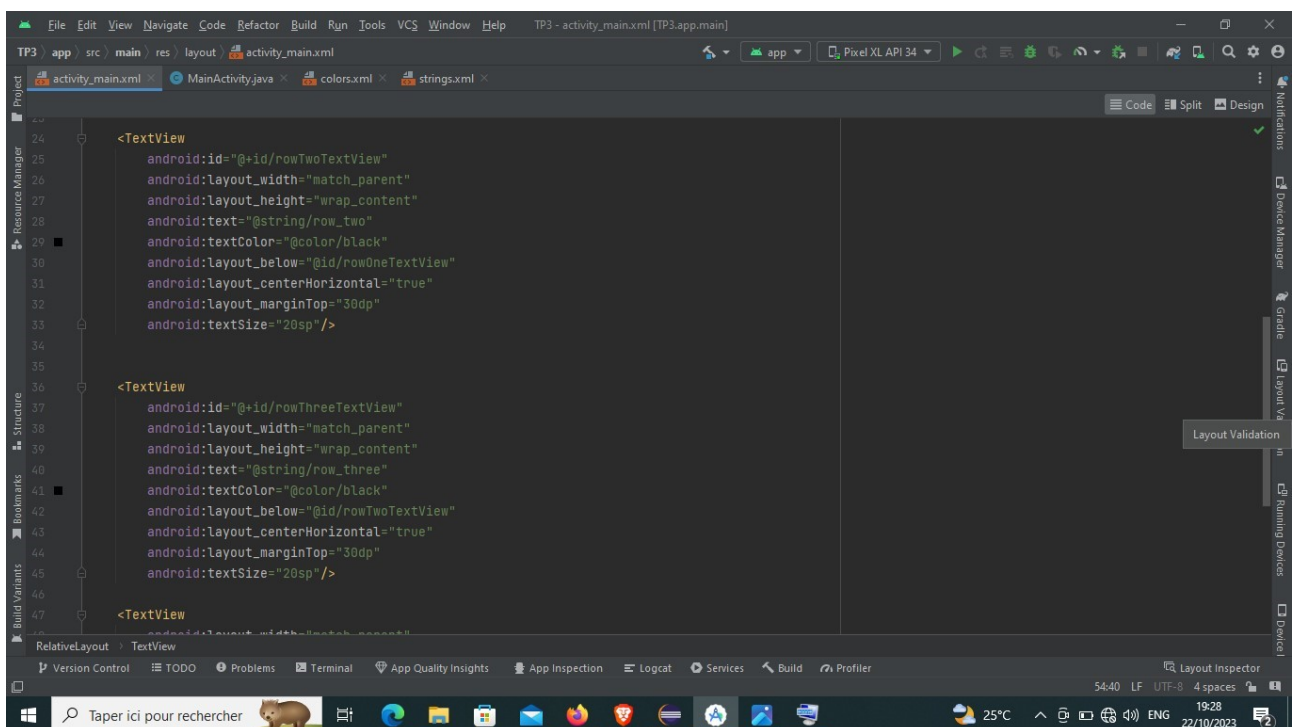 File Edit View Navigate Code Refactor Build Run Tools VCS Window Help TP3 - activity_main.xml [TP3.app.main]
TP3 app src main res layout activity_main.xml app Pixel XL API 34
activity_main.xml MainActivity.java colors.xml strings.xml
Code Split Design
23
24 <TextView
25 android:id="@+id/rowTwoTextView"
26 android:layout_width="match_parent"
27 android:layout_height="wrap_content"
28 android:text="@string/row_two"
29 android:textColor="@color/black"
30 android:layout_below="@id/rowOneTextView"
31 android:layout_centerHorizontal="true"
32 android:layout_marginTop="30dp"
33 android:textSize="20sp"/>
34
35
36 <TextView
37 android:id="@+id/rowThreeTextView"
38 android:layout_width="match_parent"
39 android:layout_height="wrap_content"
40 android:text="@string/row_three"
41 android:textColor="@color/black"
42 android:layout_below="@id/rowTwoTextView"
43 android:layout_centerHorizontal="true"
44 android:layout_marginTop="30dp"
45 android:textSize="20sp"/>
46
47 <TextView
48 android:layout_width="match_parent"
RelativeLayout TextView
Version Control TODO Problems Terminal App Quality Insights App Inspection Logcat Services Build Profiler Layout Inspector
54:40 LF UTF-8 4 spaces
Taper ici pour rechercher 25°C ENG 19:28
22/10/2023 2
Project
Resource Manager
Structure
Bookmarks
Build Variants
Notifications
Device Manager
Gradle
Layout Va
Layout Validation
Running Devices
Device